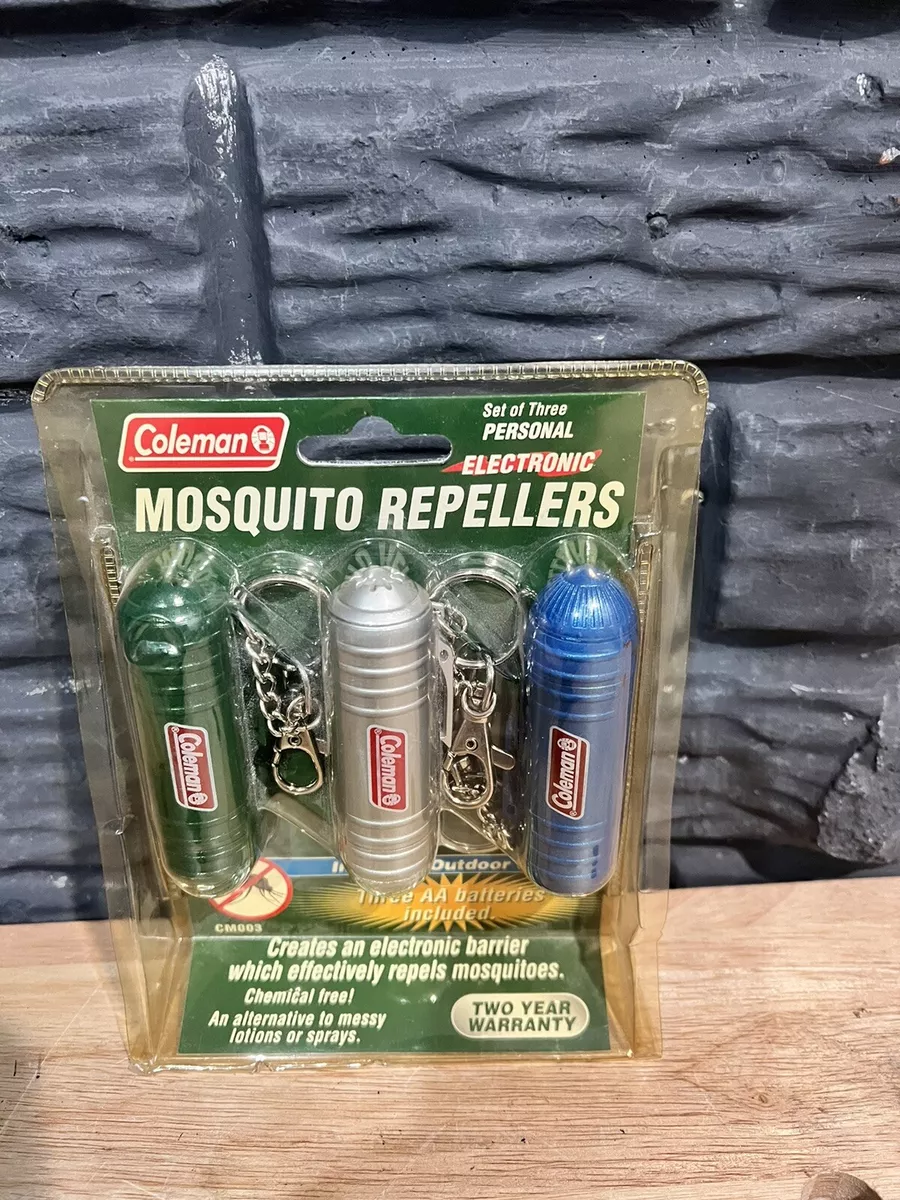 Coleman
Set of Three
PERSONAL
ELECTRONIC
MOSQUITO REPELLERS
Coleman
Coleman
Coleman
Outdoor
Three AA batteries
included.
CM003
Creates an electronic barrier
which effectively repels mosquitoes.
Chemical free!
An alternative to messy
lotions or sprays.
TWO YEAR
WARRANTY